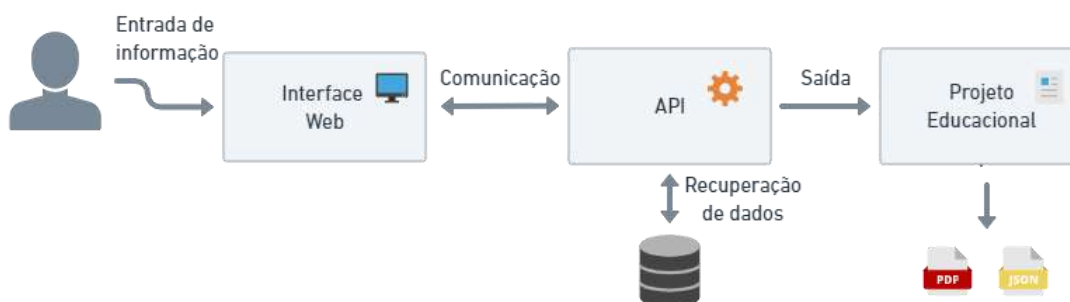 Entrada de
informação
Interface
Web
Comunicação
API
Saída
Projeto
Educacional
Recuperação
de dados
PDF
JSON